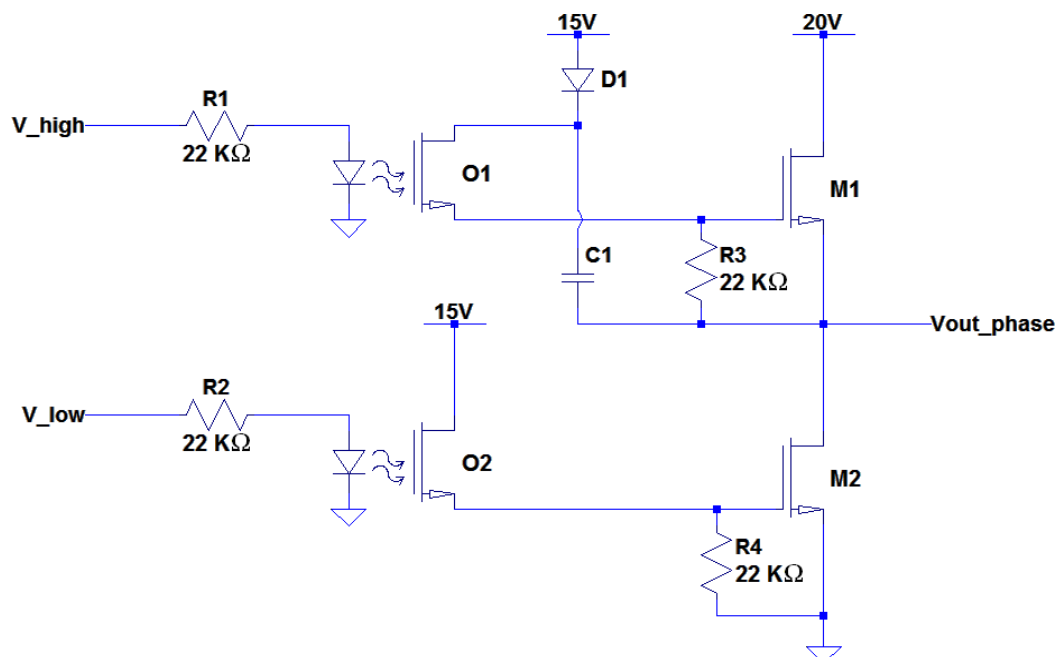 15V
20V
D1
R1
V_high
22 KΩ
O1
M1
C1
R3
22 KΩ
15V
Vout_phase
R2
V_low
22 KΩ
O2
M2
R4
22 KΩ